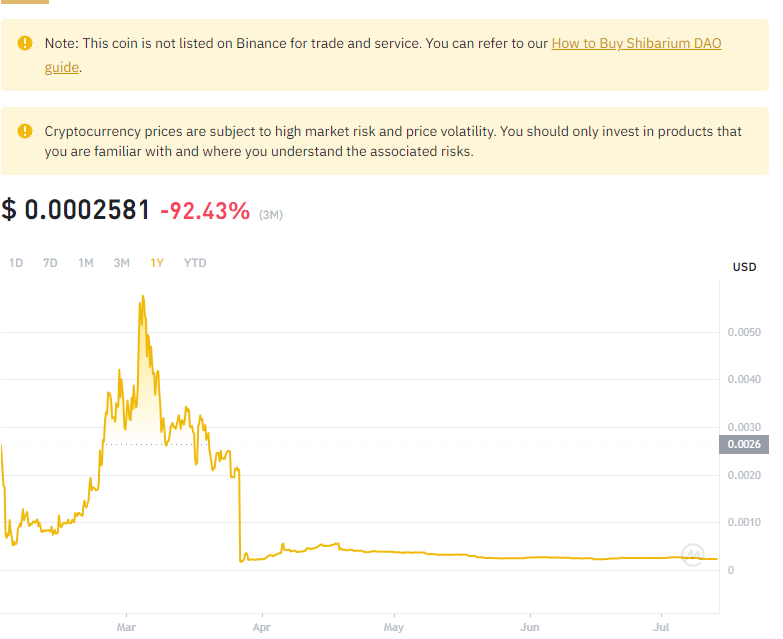 Note: This coin is not listed on Binance for trade and service. You can refer to our How to Buy Shibarium DAO
guide.
Cryptocurrency prices are subject to high market risk and price volatility. You should only invest in products that
you are familiar with and where you understand the associated risks.
$ 0.0002581 -92.43% (3M)
1D 7D 1M 3M 1Y YTD
USD
0.0050
0.0040
0.0030
0.0026
0.0020
0.0010
0
Mar Apr May Jun Jul